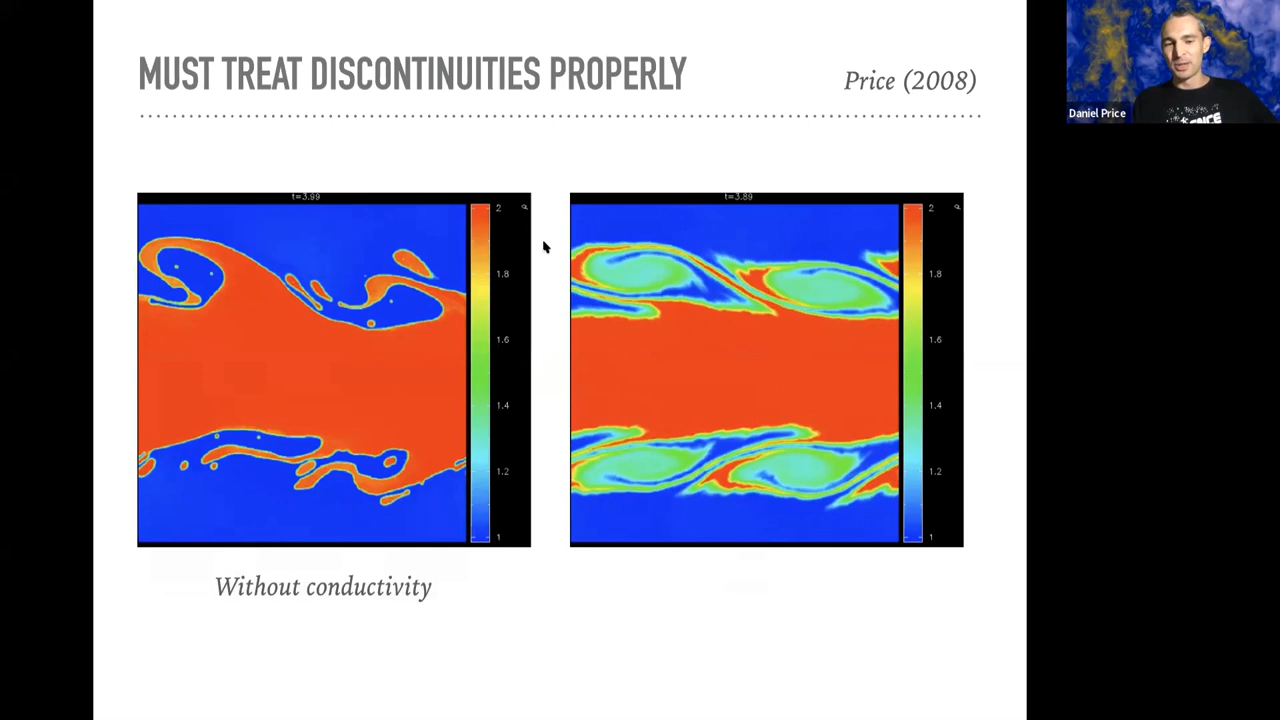 MUST TREAT DISCONTINUITIES PROPERLY
Price (2008)
Daniel Price
t=3.99
2
ρ
1.8
1.6
1.4
1.2
1
t=3.89
2
ρ
1.8
1.6
1.4
1.2
1
Without conductivity